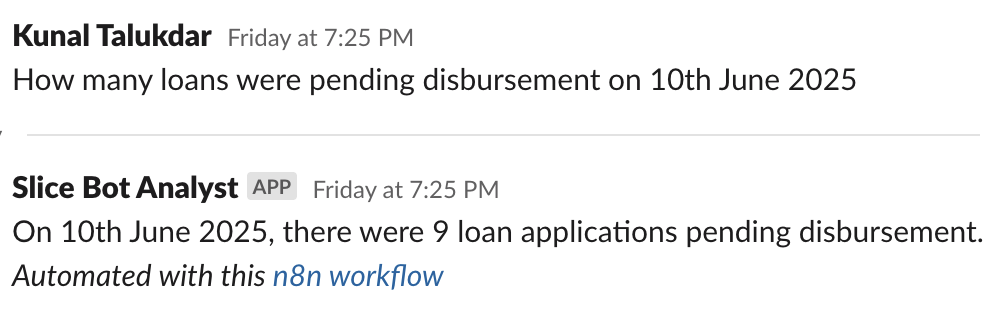 Kunal Talukdar Friday at 7:25 PM
How many loans were pending disbursement on 10th June 2025
Slice Bot Analyst APP Friday at 7:25 PM
On 10th June 2025, there were 9 loan applications pending disbursement.
Automated with this n8n workflow